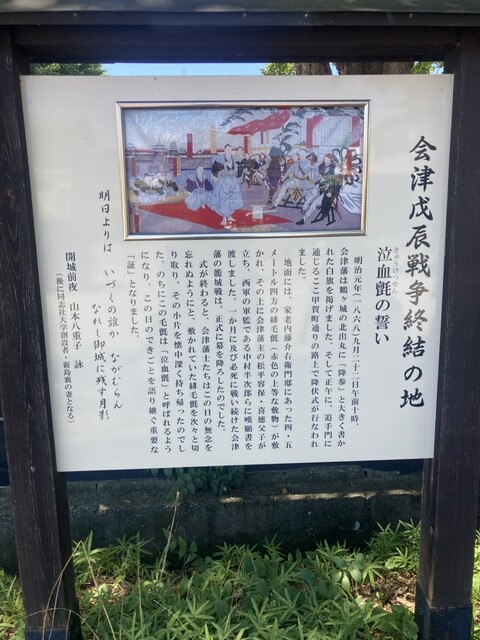 会津戊辰戦争終結の地
泣血氈の誓い
きゅうけつせん
明治元年(一八六八)九月二十二日午前十時、
会津藩は鶴ヶ城の北出丸に「降参」と大きく書か
れた白旗を掲げました。そして正午に、追手門に
通じるここ甲賀町通りの路上で降伏式が行なわれ
ました。
地面には、家老内藤介右衛門邸にあった四・五
メートル四方の緋毛氈(赤色の上等な敷物)が敷
かれ、その上に会津藩主の松平容保・喜徳父子が
立ち、西軍の軍監である中村半次郎らに嘆願書を
渡しました。一か月に及び必死に戦い続けた会津
藩の籠城戦は、正式に幕を降ろしたのでした。
式が終わると、会津藩士たちはこの日の無念を
忘れぬようにと、敷かれていた緋毛氈を次々と切
り取り、その小片を懐中深く持ち帰ったのでし
た。のちにこの毛氈は「泣血氈」と呼ばれるよう
になり、この日のできごとを語り継ぐ重要な
「証」となりました。
明日よりは いづくの誰か ながむらん
なれし御城に残す月影
開城前夜 山本八重子 詠
(後に同志社大学創設者・新島襄の妻となる)